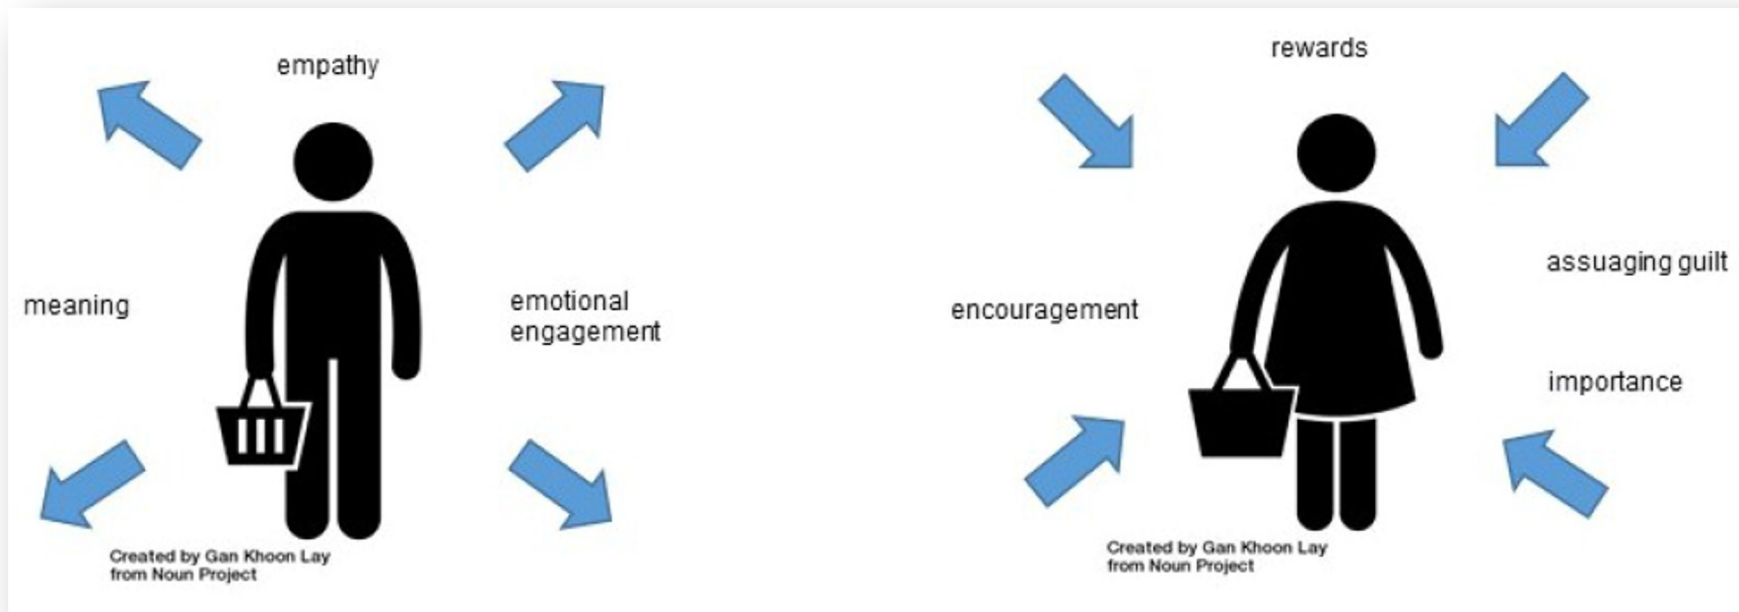 empathy
meaning
emotional
engagement
Created by Gan Khoon Lay
from Noun Project
rewards
encouragement
assuaging guilt
importance
Created by Gan Khoon Lay
from Noun Project